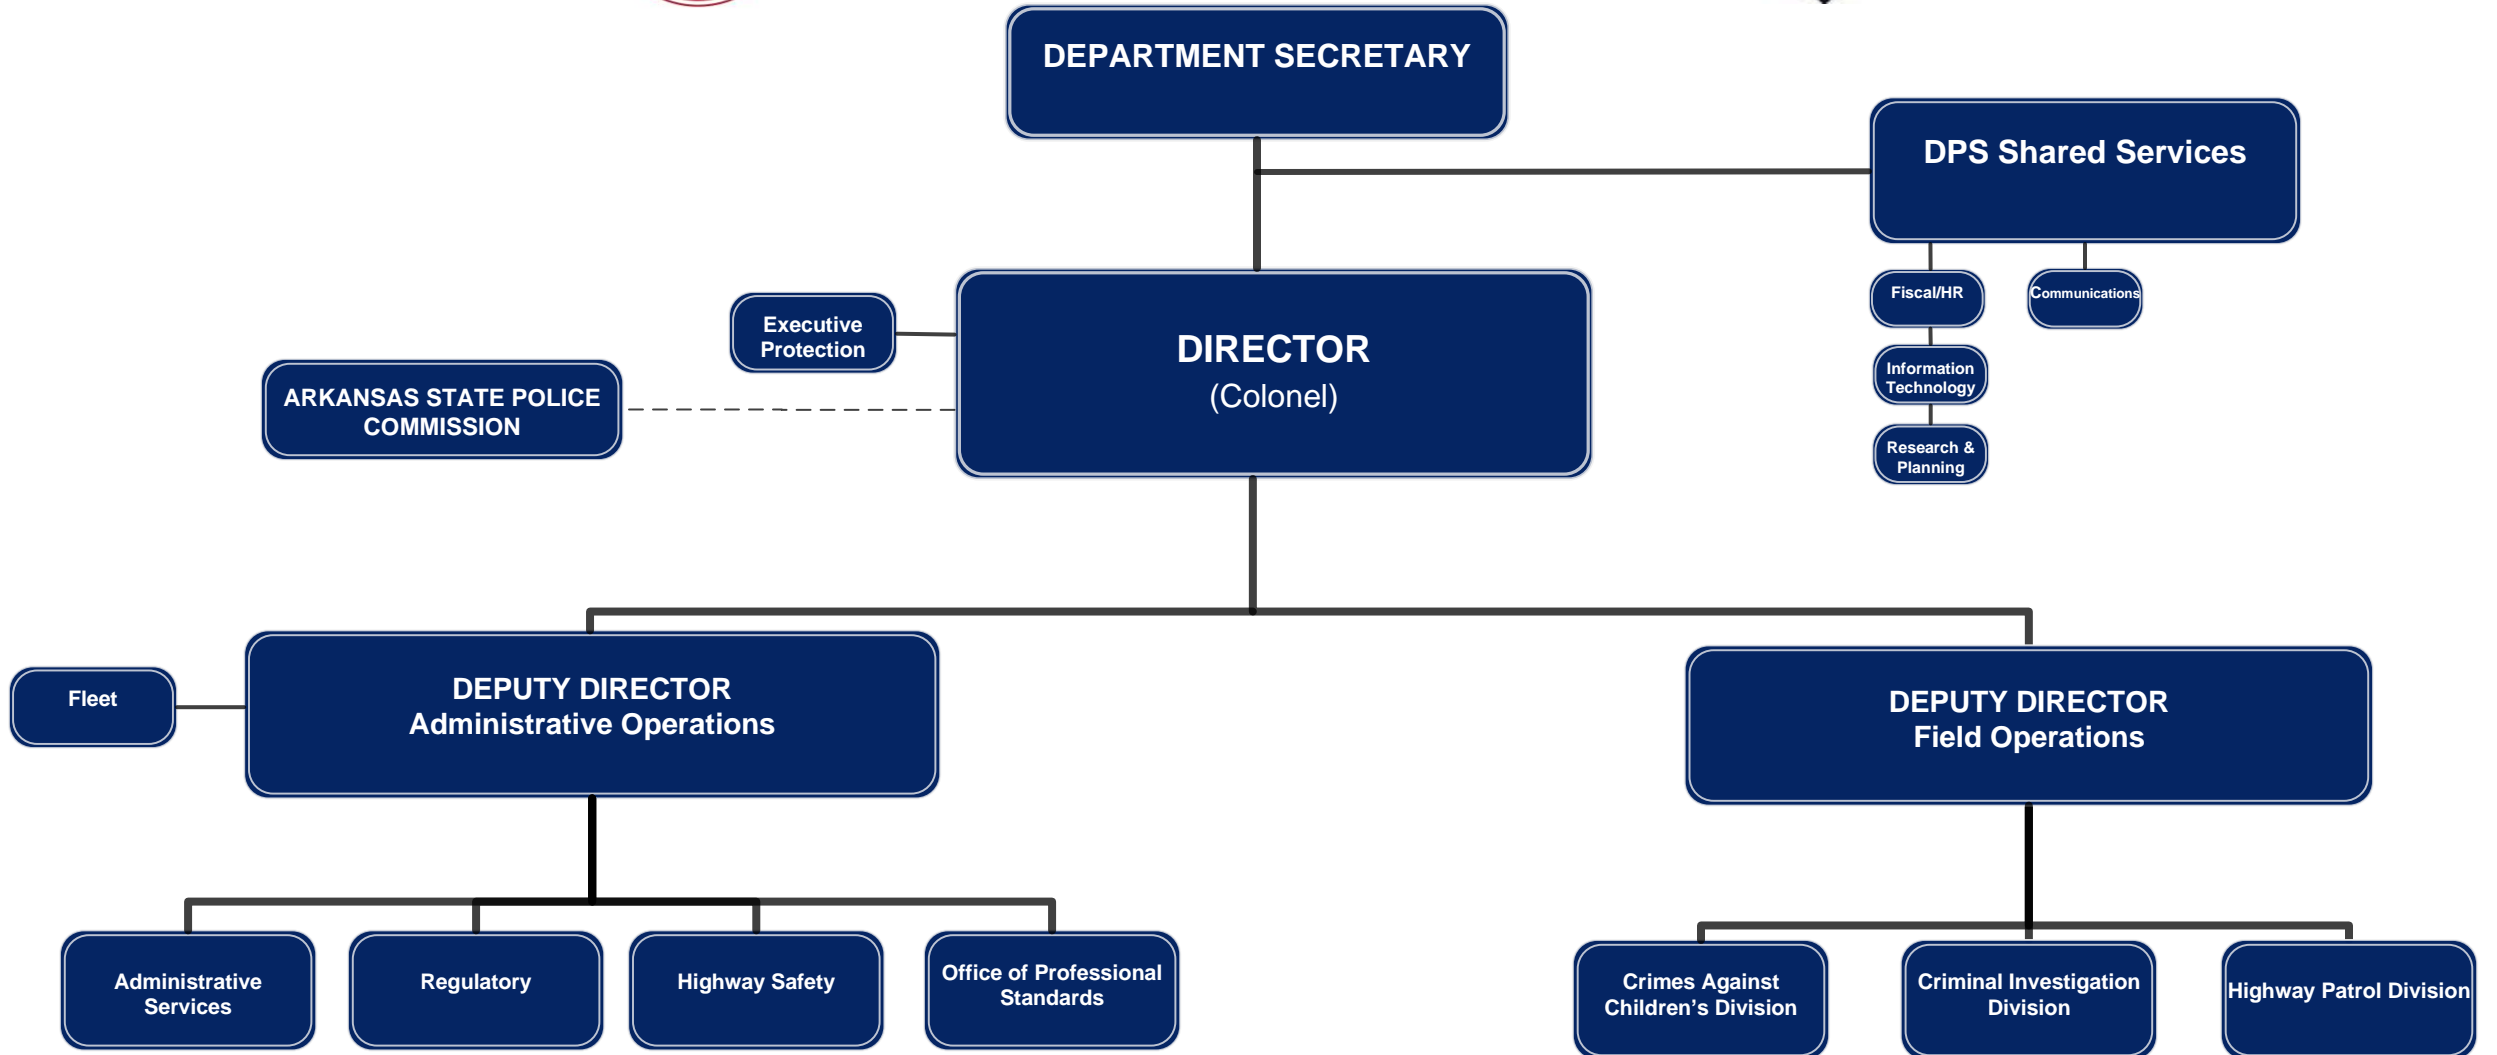 DEPARTMENT SECRETARY
DPS Shared Services
Fiscal/HR
Communications
Information
Technology
Research &
Planning
Executive
Protection
DIRECTOR
(Colonel)
ARKANSAS STATE POLICE
COMMISSION
Fleet
DEPUTY DIRECTOR
Administrative Operations
DEPUTY DIRECTOR
Field Operations
Administrative
Services
Regulatory
Highway Safety
Office of Professional
Standards
Crimes Against
Children’s Division
Criminal Investigation
Division
Highway Patrol Division